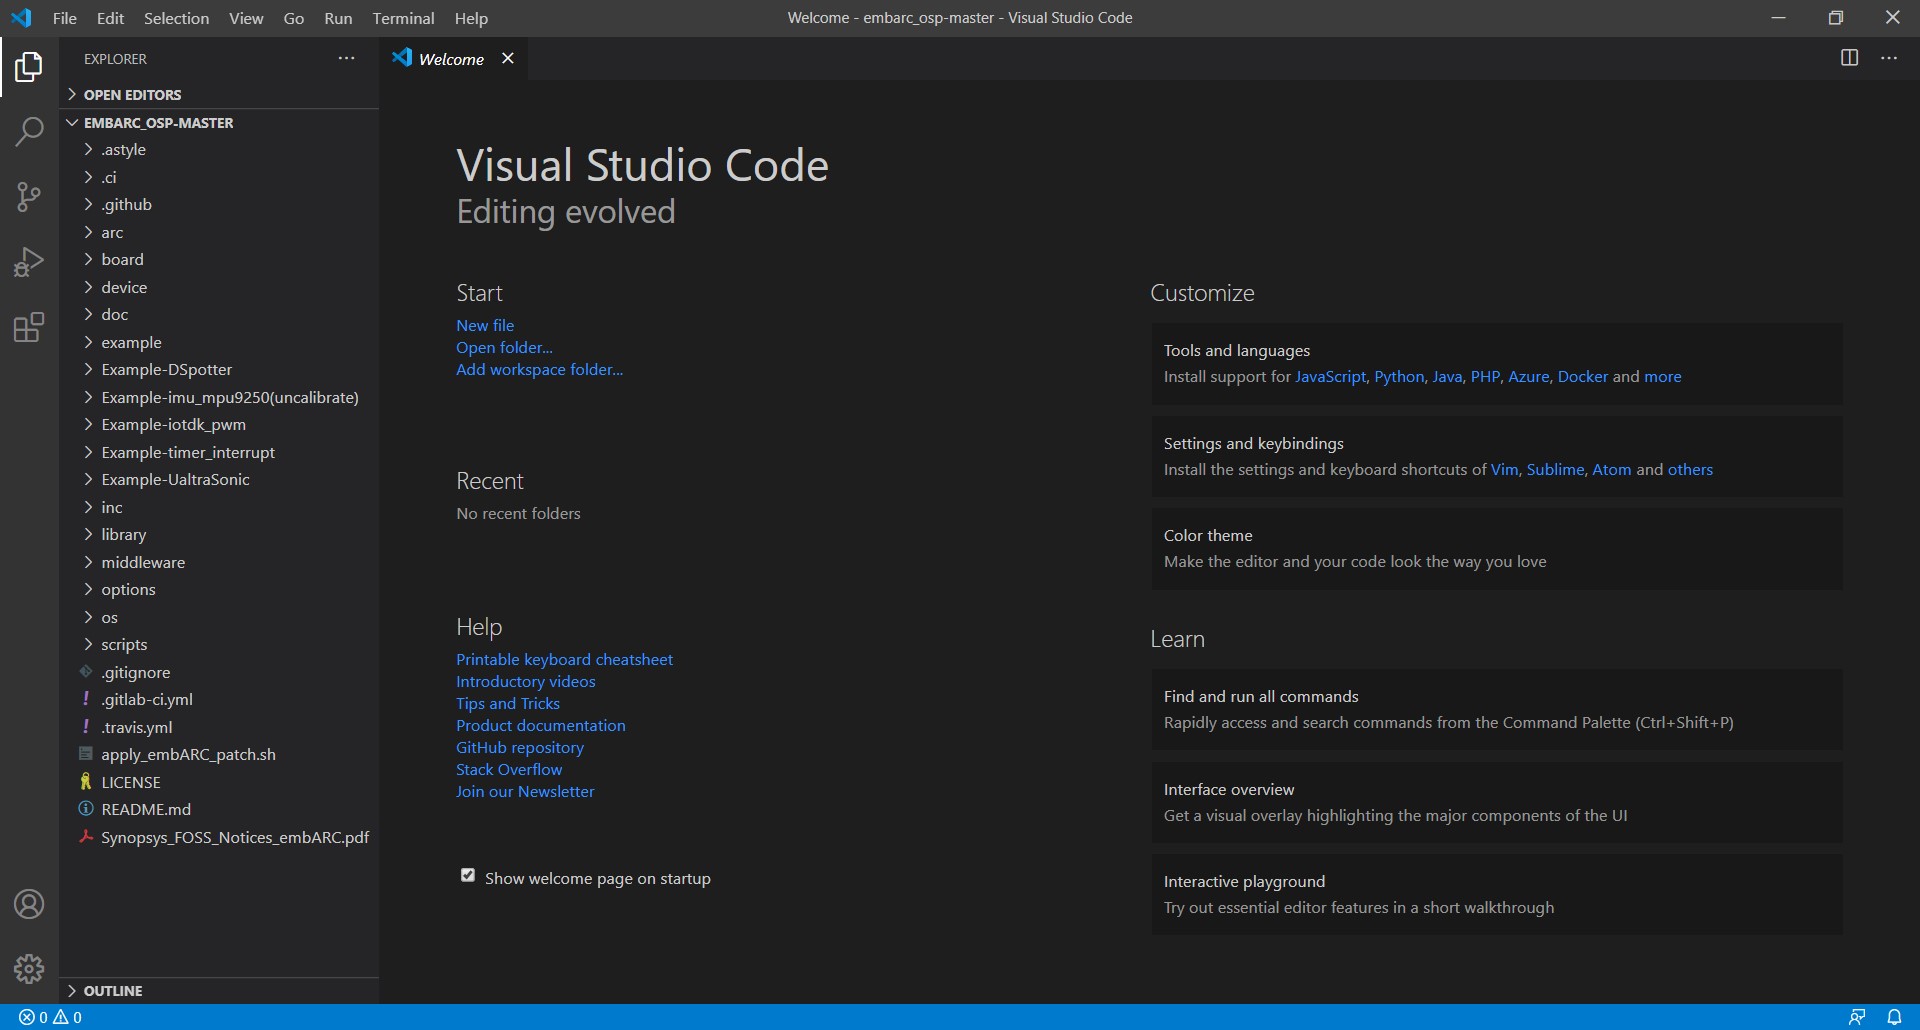 File Edit Selection View Go Run Terminal Help
Welcome - embarc_osp-master - Visual Studio Code
EXPLORER
Welcome
OPEN EDITORS
EMBARC_OSP-MASTER
.astyle
.ci
.github
arc
board
device
doc
example
Example-DSpotter
Example-imu_mpu9250(uncalibrate)
Example-iotdk_pwm
Example-timer_interrupt
Example-UaltraSonic
inc
library
middleware
options
os
scripts
.gitignore
.gitlab-ci.yml
.travis.yml
apply_embARC_patch.sh
LICENSE
README.md
Synopsys_FOSS_Notices_embARC.pdf
OUTLINE
Visual Studio Code
Editing evolved
Start
New file
Open folder...
Add workspace folder...
Recent
No recent folders
Help
Printable keyboard cheatsheet
Introductory videos
Tips and Tricks
Product documentation
GitHub repository
Stack Overflow
Join our Newsletter
Show welcome page on startup
Customize
Tools and languages
Install support for JavaScript, Python, Java, PHP, Azure, Docker and more
Settings and keybindings
Install the settings and keyboard shortcuts of Vim, Sublime, Atom and others
Color theme
Make the editor and your code look the way you love
Learn
Find and run all commands
Rapidly access and search commands from the Command Palette (Ctrl+Shift+P)
Interface overview
Get a visual overlay highlighting the major components of the UI
Interactive playground
Try out essential editor features in a short walkthrough
0 0